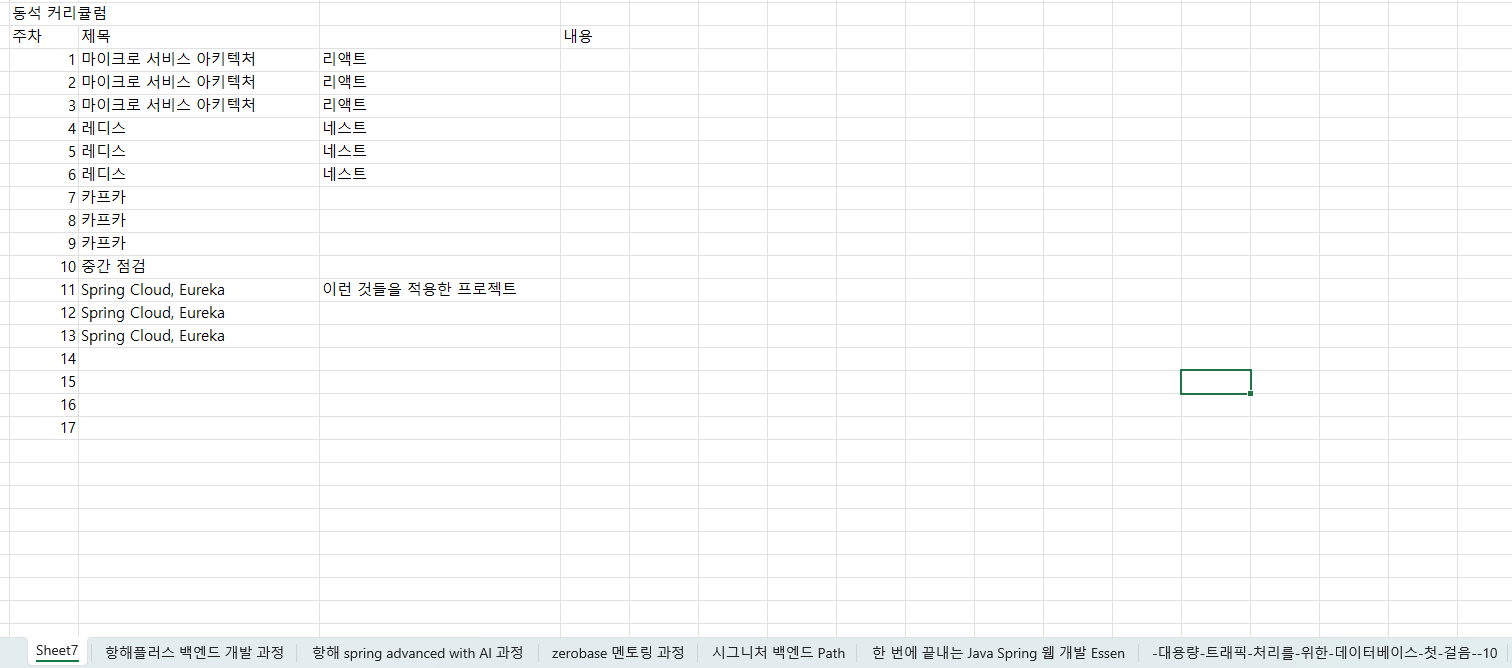 동석 커리큘럼
주차 제목 내용
1 마이크로 서비스 아키텍처 리액트
2 마이크로 서비스 아키텍처 리액트
3 마이크로 서비스 아키텍처 리액트
4 레디스 네스트
5 레디스 네스트
6 레디스 네스트
7 카프카
8 카프카
9 카프카
10 중간 점검
11 Spring Cloud, Eureka 이런 것들을 적용한 프로젝트
12 Spring Cloud, Eureka
13 Spring Cloud, Eureka
14
15
16
17
Sheet7 항해플러스 백엔드 개발 과정 항해 spring advanced with AI 과정 zerobase 멘토링 과정 시그니처 백엔드 Path 한 번에 끝내는 Java Spring 웹 개발 Essen -대용량-트래픽-처리를-위한-데이터베이스-첫-걸음--10